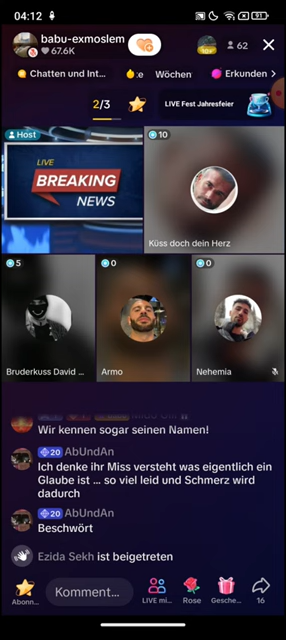 04:12
91
babu-exmoslem
67.6K
62
Chatten und Int...
Wöchen
Erkunden >
2/3
LIVE Fest Jahresfeier
Host
LIVE
BREAKING
NEWS
10
Küss doch dein Herz
5
0
0
Bruderkuss David ...
Armo
Nehemia
Wir kennen sogar seinen Namen!
20 AbUndAn
Ich denke ihr Miss versteht was eigentlich ein
Glaube ist ... so viel leid und Schmerz wird
dadurch
20 AbUndAn
Beschwört
Ezida Sekh ist beigetreten
Abonn...
Komment...
LIVE mi...
Rose
Gesche...
16